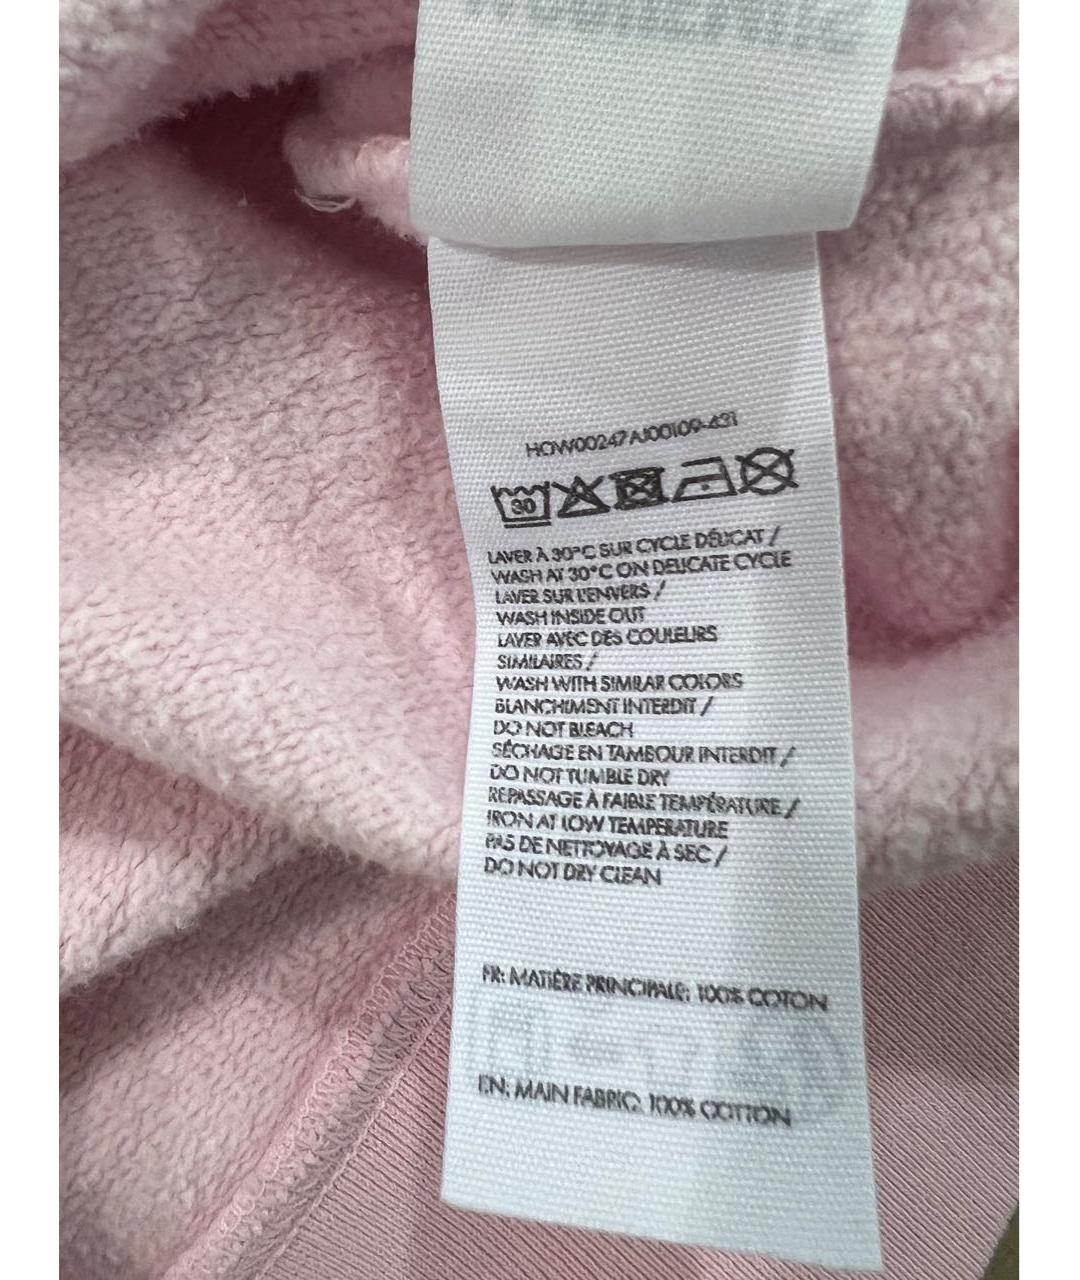 HOW00247AJ00109-431
30
LAVER À 30°C SUR CYCLE DÉLICAT /
WASH AT 30°C ON DELICATE CYCLE
LAVER SUR L'ENVERS /
WASH INSIDE OUT
LAVER AVEC DES COULEURS
SIMILAIRES /
WASH WITH SIMILAR COLORS
BLANCHIMENT INTERDIT /
DO NOT BLEACH
SÉCHAGE EN TAMBOUR INTERDIT /
DO NOT TUMBLE DRY
REPASSAGE À FAIBLE TEMPÉRATURE /
IRON AT LOW TEMPERATURE
PAS DE NETTOYAGE À SEC /
DO NOT DRY CLEAN
FR: MATIÈRE PRINCIPALE: 100% COTON
EN: MAIN FABRIC: 100% COTTON